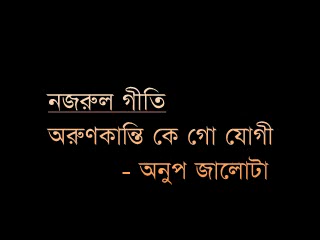 নজরুল গীতি
অরুণকান্তি কে গো যোগী
- অনুপ জালোটা